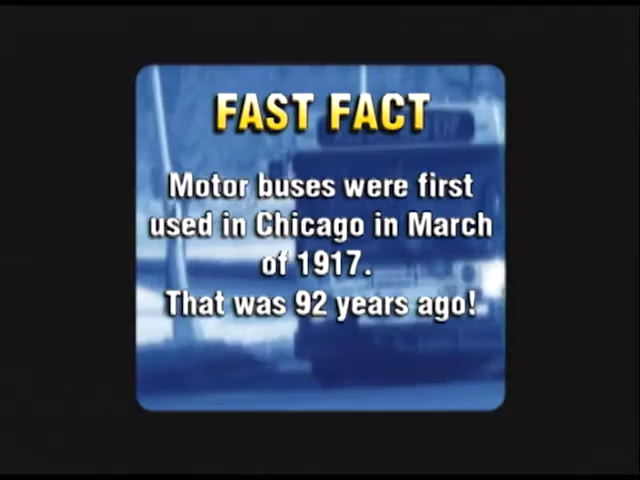 FAST FACT
Motor buses were first
used in Chicago in March
of 1917.
That was 92 years ago!